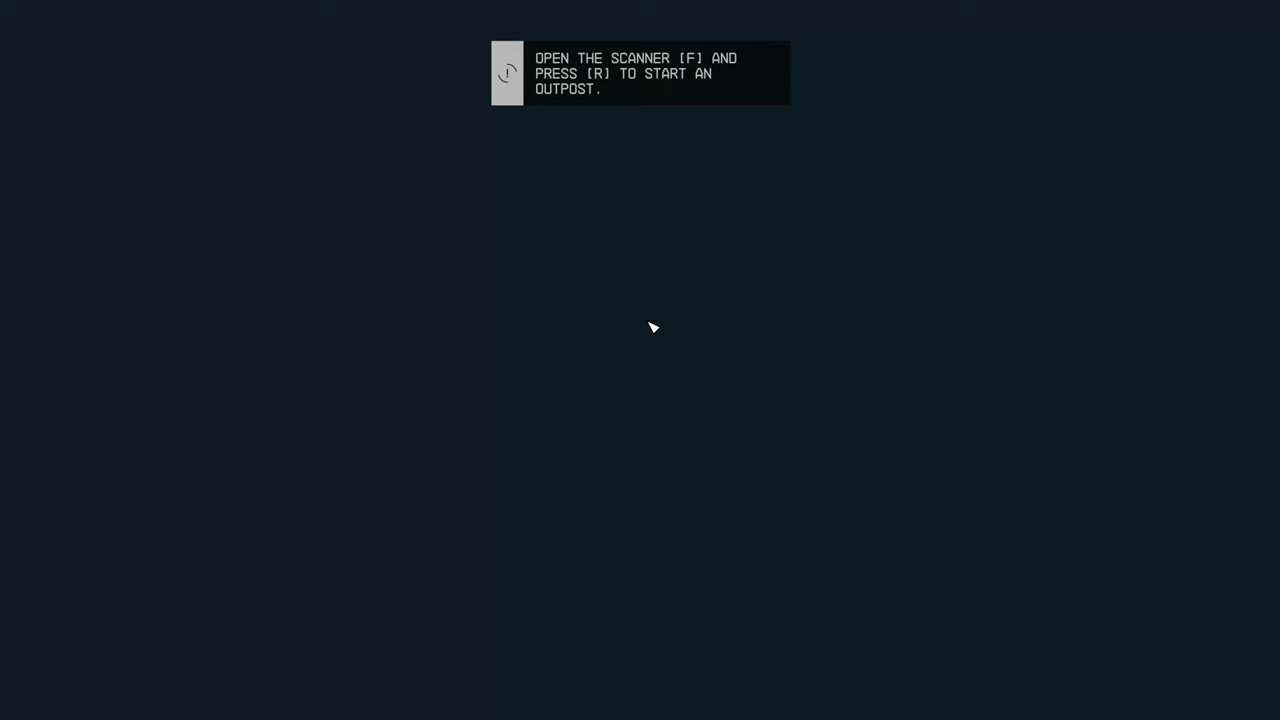 OPEN THE SCANNER [F] AND
PRESS [R] TO START AN
OUTPOST.